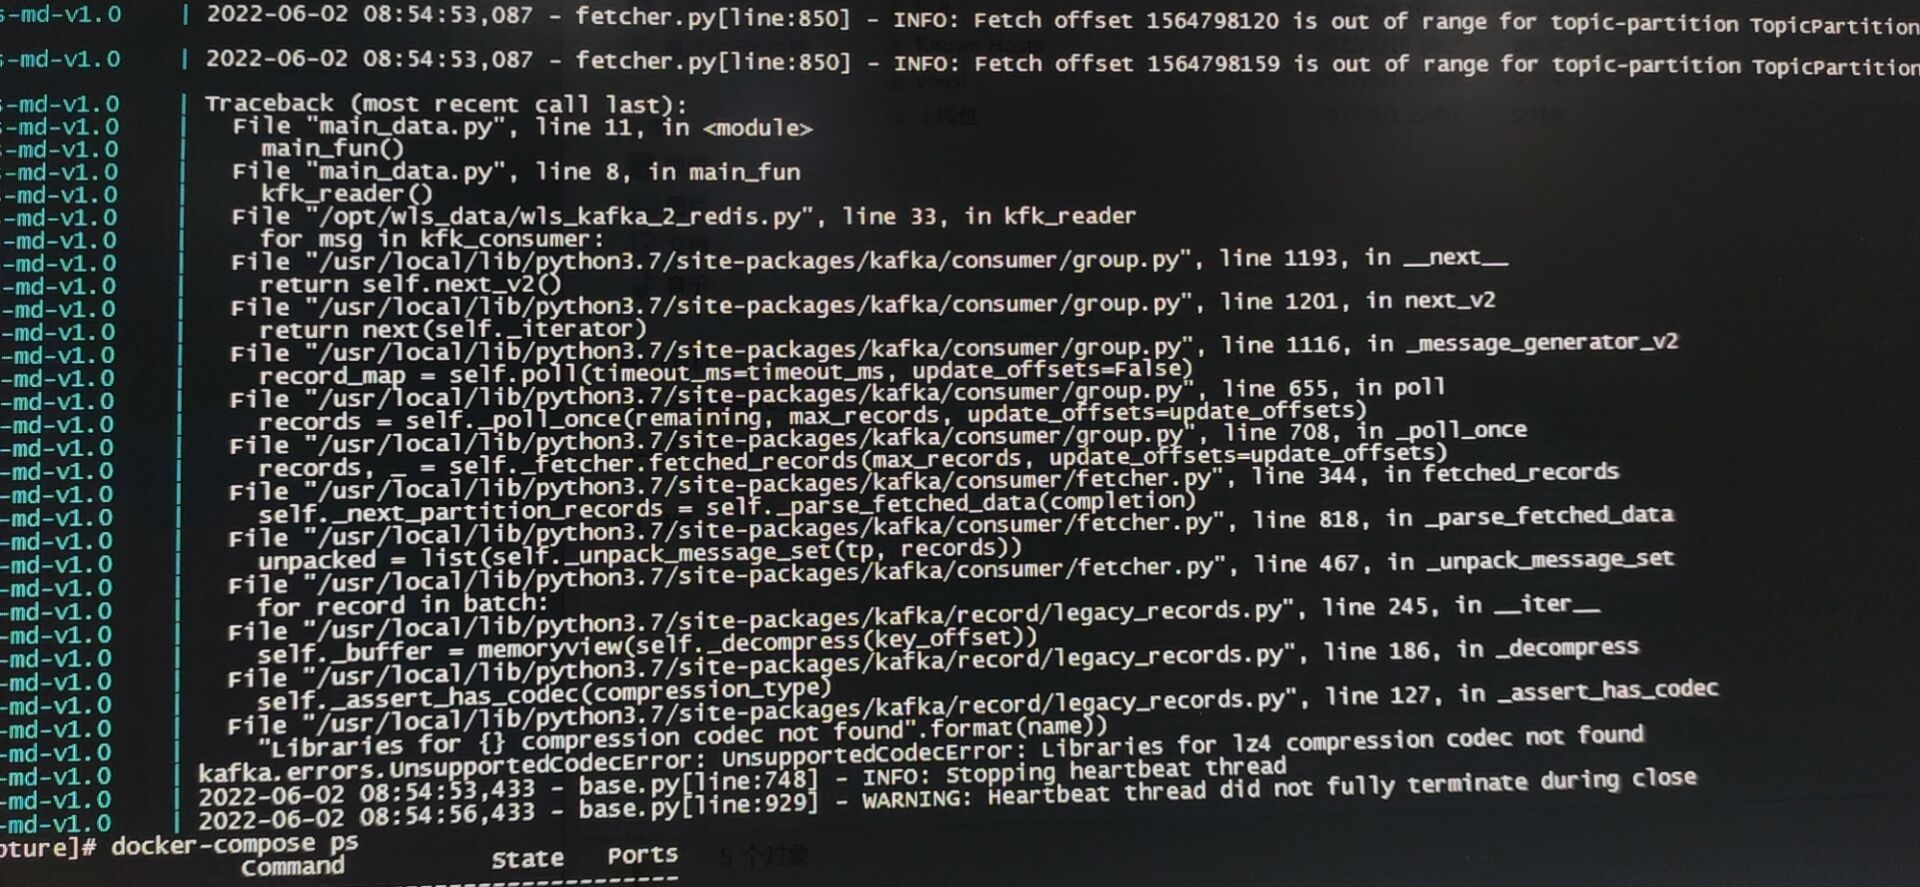 s-md-v1.0 | 2022-06-02 08:54:53,087 - fetcher.py[line:850] - INFO: Fetch offset 1564798120 is out of range for topic-partition TopicPartition
s-md-v1.0 | 2022-06-02 08:54:53,087 - fetcher.py[line:850] - INFO: Fetch offset 1564798159 is out of range for topic-partition TopicPartition
s-md-v1.0 | Traceback (most recent call last):
s-md-v1.0 | File "main_data.py", line 11, in <module>
s-md-v1.0 | main_fun()
s-md-v1.0 | File "main_data.py", line 8, in main_fun
s-md-v1.0 | kfk_reader()
s-md-v1.0 | File "/opt/wls_data/wls_kafka_2_redis.py", line 33, in kfk_reader
-md-v1.0 | for msg in kfk_consumer:
-md-v1.0 | File "/usr/local/lib/python3.7/site-packages/kafka/consumer/group.py", line 1193, in __next__
-md-v1.0 | return self.next_v2()
-md-v1.0 | File "/usr/local/lib/python3.7/site-packages/kafka/consumer/group.py", line 1201, in next_v2
-md-v1.0 | return next(self._iterator)
-md-v1.0 | File "/usr/local/lib/python3.7/site-packages/kafka/consumer/group.py", line 1116, in _message_generator_v2
-md-v1.0 | record_map = self.poll(timeout_ms=timeout_ms, update_offsets=False)
-md-v1.0 | File "/usr/local/lib/python3.7/site-packages/kafka/consumer/group.py", line 655, in poll
-md-v1.0 | records = self._poll_once(remaining, max_records, update_offsets=update_offsets)
-md-v1.0 | File "/usr/local/lib/python3.7/site-packages/kafka/consumer/group.py", line 708, in _poll_once
-md-v1.0 | records, _ = self._fetcher.fetched_records(max_records, update_offsets=update_offsets)
-md-v1.0 | File "/usr/local/lib/python3.7/site-packages/kafka/consumer/fetcher.py", line 344, in fetched_records
-md-v1.0 | self._next_partition_records = self._parse_fetched_data(completion)
-md-v1.0 | File "/usr/local/lib/python3.7/site-packages/kafka/consumer/fetcher.py", line 818, in _parse_fetched_data
-md-v1.0 | unpacked = list(self._unpack_message_set(tp, records))
-md-v1.0 | File "/usr/local/lib/python3.7/site-packages/kafka/consumer/fetcher.py", line 467, in _unpack_message_set
-md-v1.0 | for record in batch:
-md-v1.0 | File "/usr/local/lib/python3.7/site-packages/kafka/record/legacy_records.py", line 245, in __iter__
-md-v1.0 | self._buffer = memoryview(self._decompress(key_offset))
-md-v1.0 | File "/usr/local/lib/python3.7/site-packages/kafka/record/legacy_records.py", line 186, in _decompress
-md-v1.0 | self._assert_has_codec(compression_type)
-md-v1.0 | File "/usr/local/lib/python3.7/site-packages/kafka/record/legacy_records.py", line 127, in _assert_has_codec
-md-v1.0 | "Libraries for {} compression codec not found".format(name))
-md-v1.0 | kafka.errors.UnsupportedCodecError: UnsupportedCodecError: Libraries for lz4 compression codec not found
-md-v1.0 | 2022-06-02 08:54:53,433 - base.py[line:748] - INFO: Stopping heartbeat thread
-md-v1.0 | 2022-06-02 08:54:56,433 - base.py[line:929] - WARNING: Heartbeat thread did not fully terminate during close
pture]# docker-compose ps
Command State Ports
--------------------
5 个对象